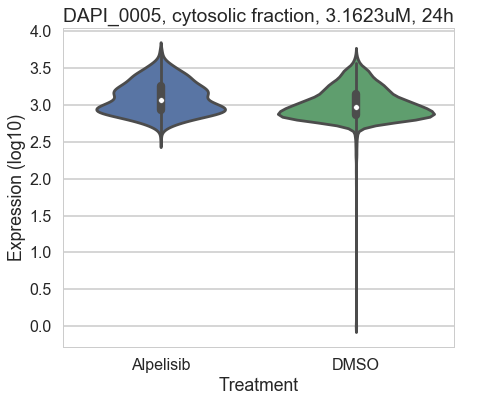 DAPI_0005, cytosolic fraction, 3.1623uM, 24h
Expression (log10)
4.0
3.5
3.0
2.5
2.0
1.5
1.0
0.5
0.0
Alpelisib DMSO
Treatment